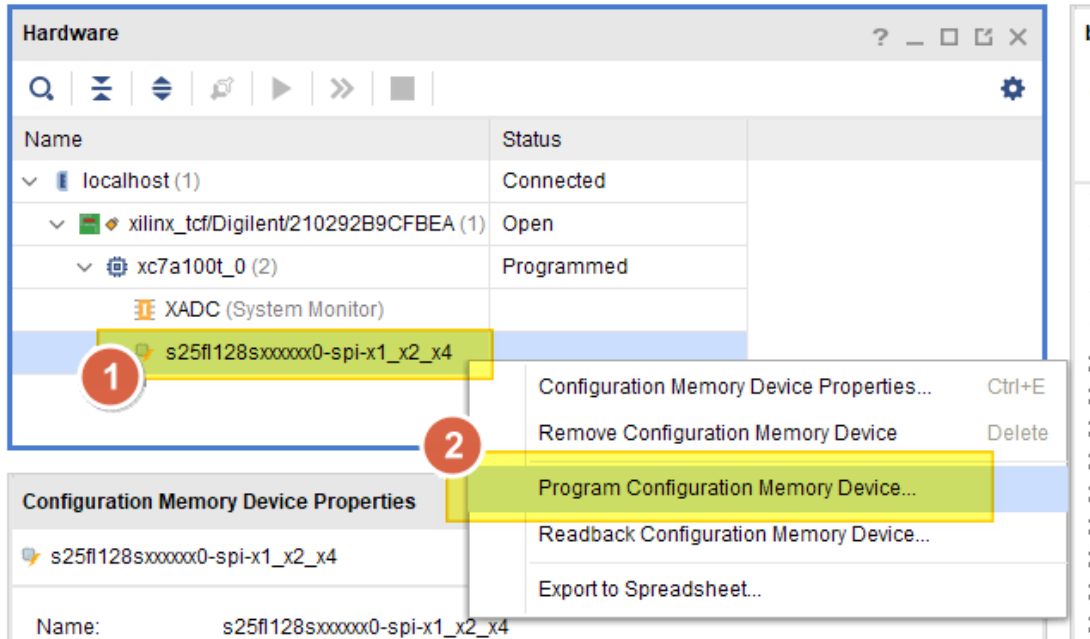 Hardware
Name Status
localhost (1) Connected
xilinx_tcf/Digilent/210292B9CFBEA (1) Open
xc7a100t_0 (2) Programmed
XADC (System Monitor)
s25fl128sxxxxxx0-spi-x1_x2_x4
1
Configuration Memory Device Properties... Ctrl+E
Remove Configuration Memory Device Delete
2
Program Configuration Memory Device...
Readback Configuration Memory Device...
Export to Spreadsheet...
Configuration Memory Device Properties
s25fl128sxxxxxx0-spi-x1_x2_x4
Name: s25fl128sxxxxxx0-spi-x1_x2_x4